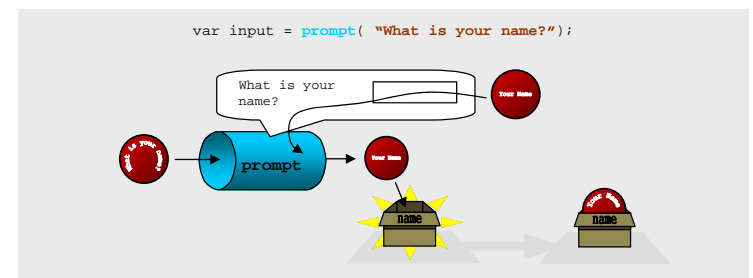 var input = prompt( “What is your name?”);
What is your
name?
Your Name
What is your name?
prompt
Your Name
name
Your Name
name